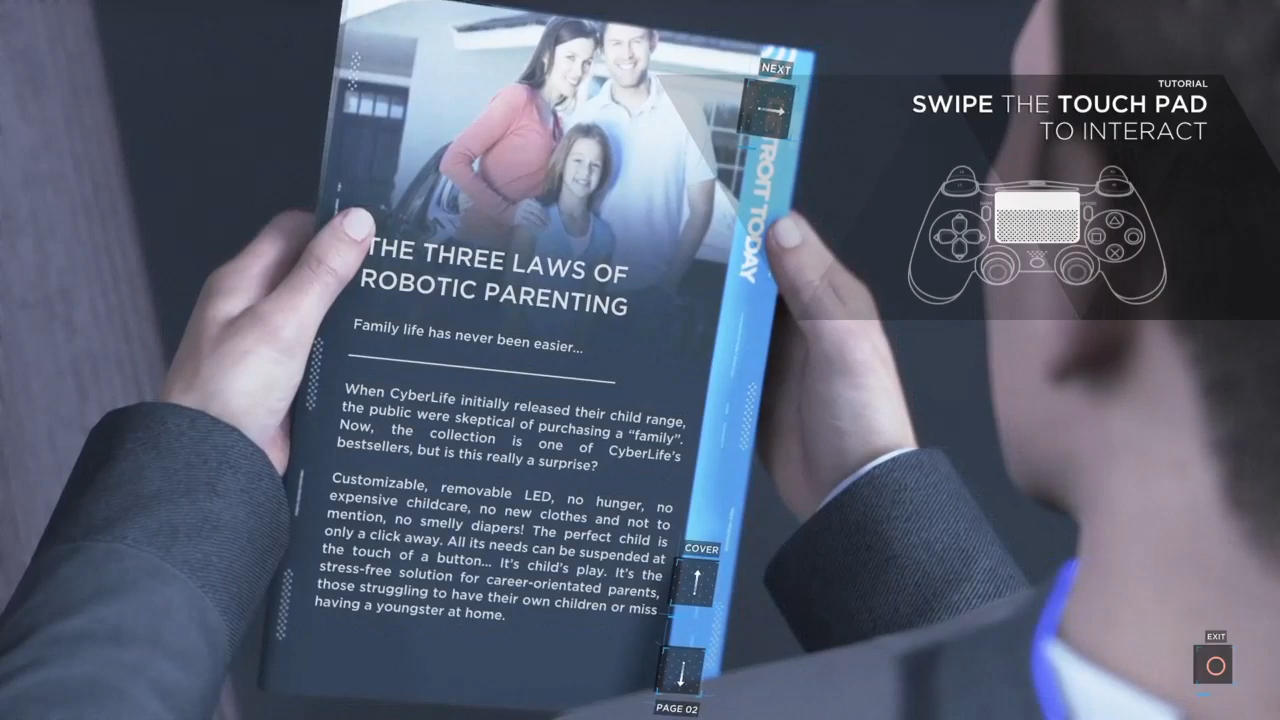 NEXT
TUTORIAL
SWIPE THE TOUCH PAD
TO INTERACT
TROIT TODAY
THE THREE LAWS OF
ROBOTIC PARENTING
Family life has never been easier...
When CyberLife initially released their child range,
the public were skeptical of purchasing a “family”.
Now, the collection is one of CyberLife's
bestsellers, but is this really a surprise?
Customizable, removable LED, no hunger, no
expensive childcare, no new clothes and not to
mention, no smelly diapers! The perfect child is
only a click away. All its needs can be suspended at
the touch of a button... It's child's play. It's the
stress-free solution for career-orientated parents,
those struggling to have their own children or miss
having a youngster at home.
COVER
PAGE 02
EXIT